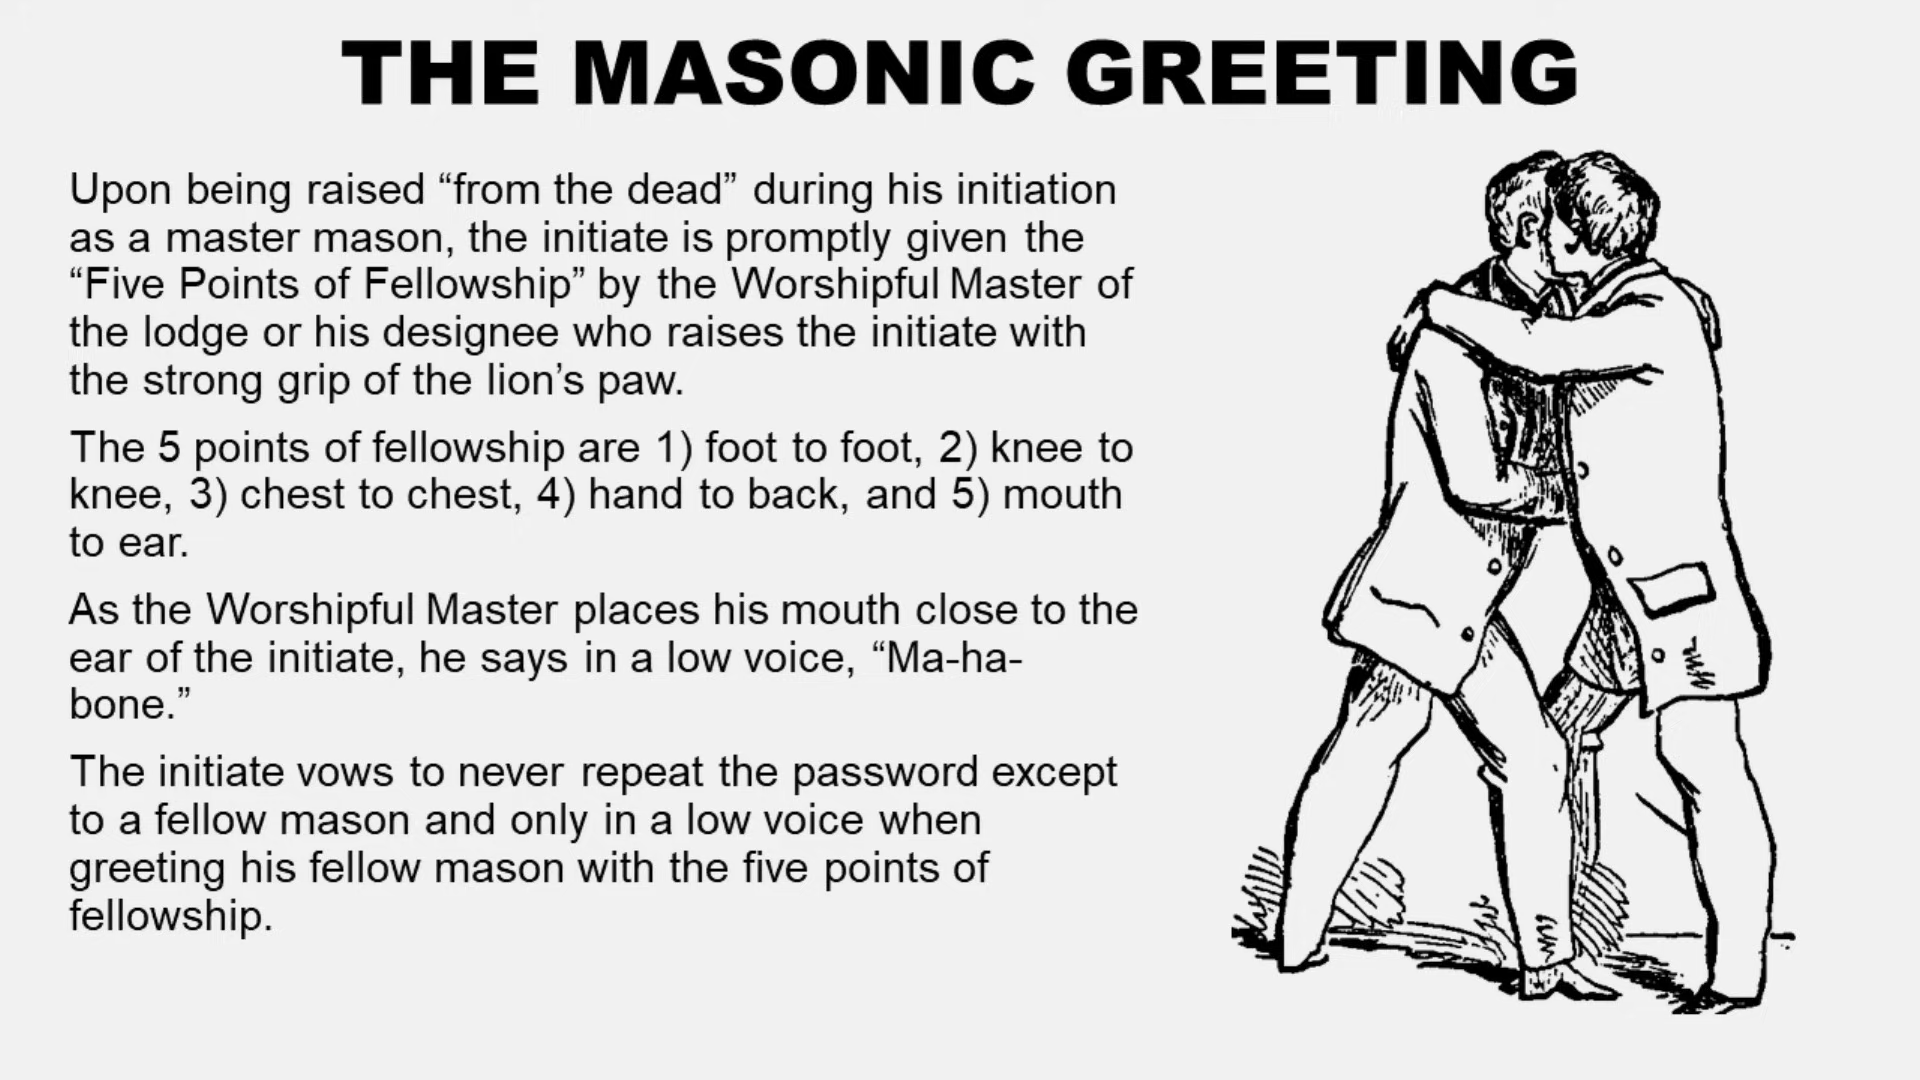 THE MASONIC GREETING
Upon being raised “from the dead” during his initiation
as a master mason, the initiate is promptly given the
“Five Points of Fellowship” by the Worshipful Master of
the lodge or his designee who raises the initiate with
the strong grip of the lion’s paw.
The 5 points of fellowship are 1) foot to foot, 2) knee to
knee, 3) chest to chest, 4) hand to back, and 5) mouth
to ear.
As the Worshipful Master places his mouth close to the
ear of the initiate, he says in a low voice, “Ma-ha-
bone.”
The initiate vows to never repeat the password except
to a fellow mason and only in a low voice when
greeting his fellow mason with the five points of
fellowship.